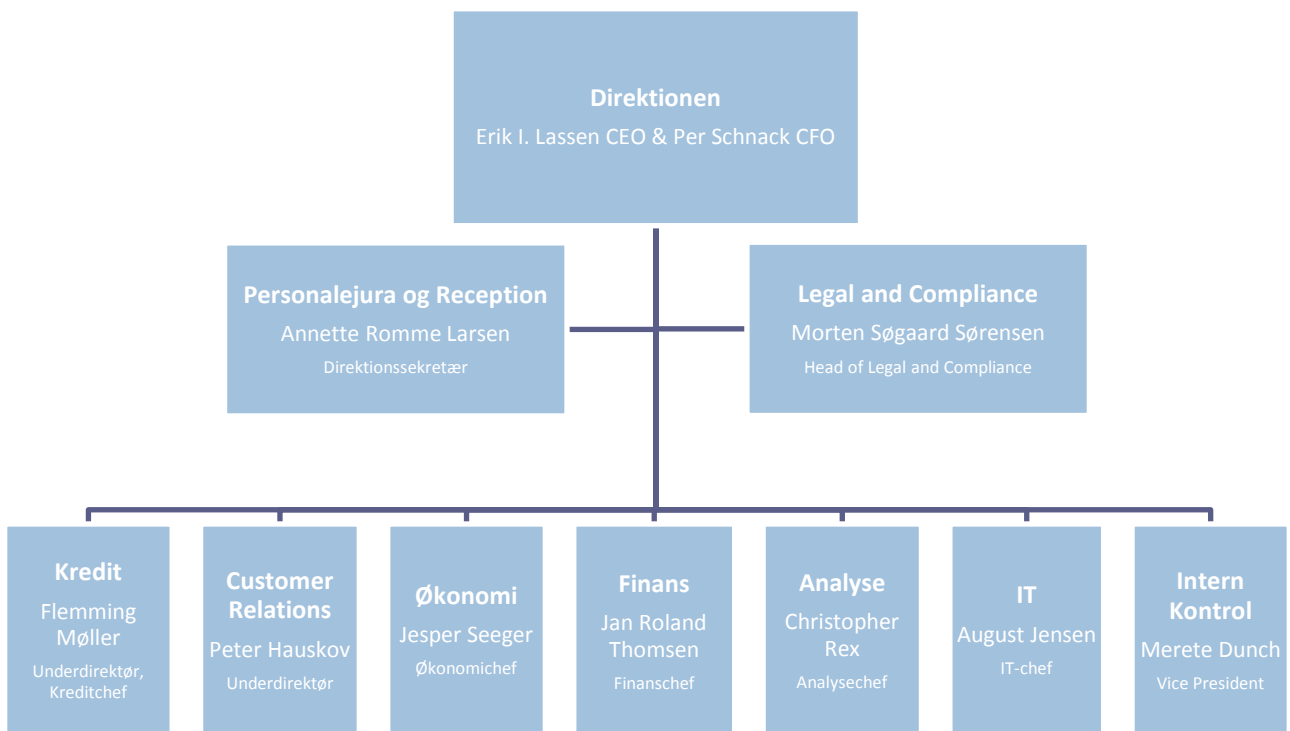 Direktionen
Erik I. Lassen CEO & Per Schnack CFO
Personalejura og Reception
Annette Romme Larsen
Direktionssekretær
Legal and Compliance
Morten Søgaard Sørensen
Head of Legal and Compliance
Kredit
Flemming
Møller
Underdirektør,
Kreditchef
Customer
Relations
Peter Hauskov
Underdirektør
Økonomi
Jesper Seeger
Økonomichef
Finans
Jan Roland
Thomsen
Finanschef
Analyse
Christopher
Rex
Analysechef
IT
August Jensen
IT-chef
Intern
Kontrol
Merete Dunch
Vice President